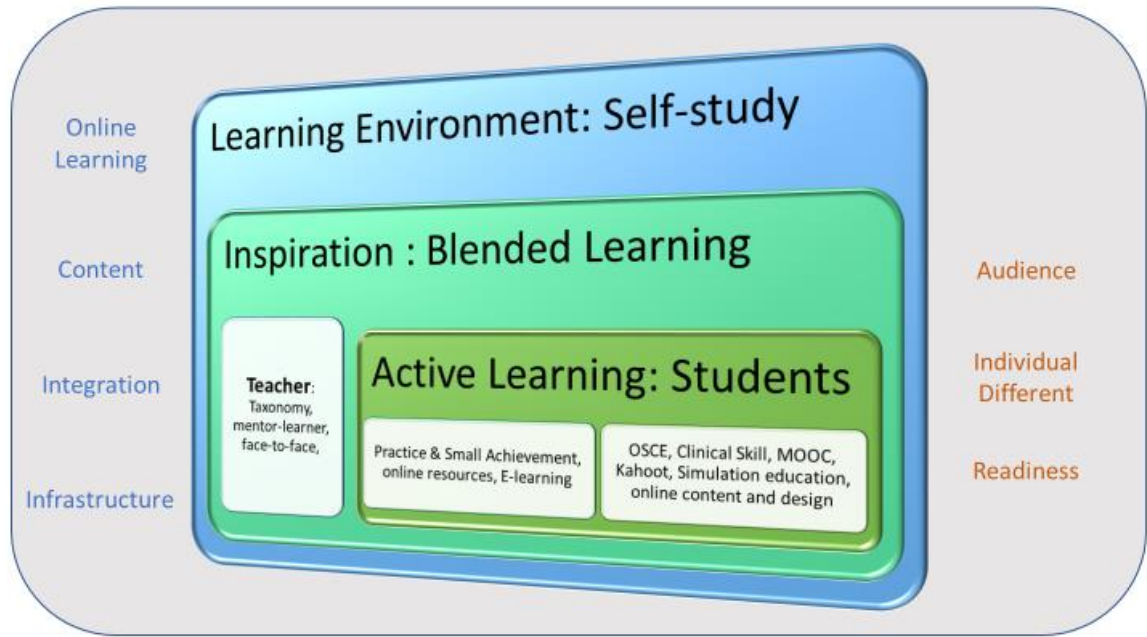 Learning Environment: Self-study
Online
Learning
Inspiration : Blended Learning
Content
Audience
Teacher:
Taxonomy,
mentor-learner,
face-to-face,
Active Learning: Students
Practice & Small Achievement,
online resources, E-learning
OSCE, Clinical Skill, MOOC,
Kahoot, Simulation education,
online content and design
Integration
Individual
Different
Infrastructure
Readiness